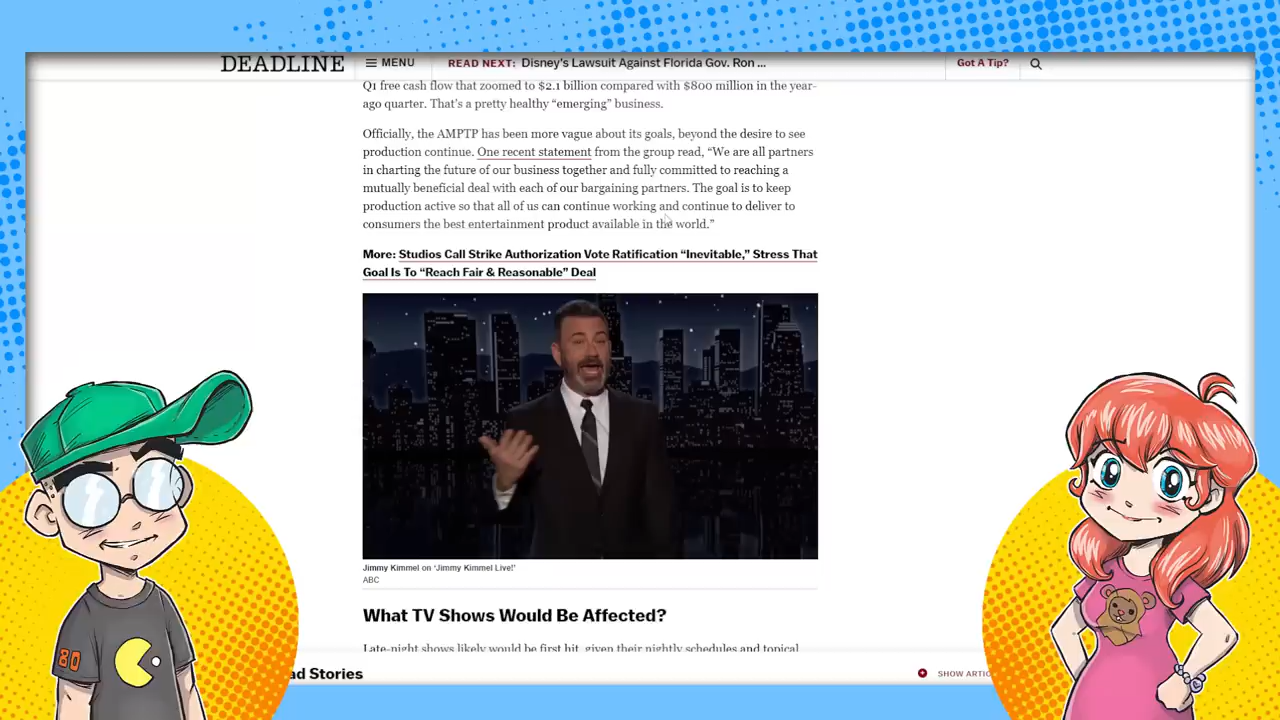 DEADLINE
MENU
READ NEXT: Disney's Lawsuit Against Florida Gov. Ron ...
Got A Tip?
Q1 free cash flow that zoomed to $2.1 billion compared with $800 million in the year-
ago quarter. That's a pretty healthy “emerging” business.
Officially, the AMPTP has been more vague about its goals, beyond the desire to see
production continue. One recent statement from the group read, “We are all partners
in charting the future of our business together and fully committed to reaching a
mutually beneficial deal with each of our bargaining partners. The goal is to keep
production active so that all of us can continue working and continue to deliver to
consumers the best entertainment product available in the world.”
More: Studios Call Strike Authorization Vote Ratification “Inevitable,” Stress That
Goal Is To “Reach Fair & Reasonable” Deal
Jimmy Kimmel on 'Jimmy Kimmel Live!'
ABC
What TV Shows Would Be Affected?
Late-night shows likely would be first hit, given their nightly schedules and topical
ad Stories
SHOW ARTIC
80